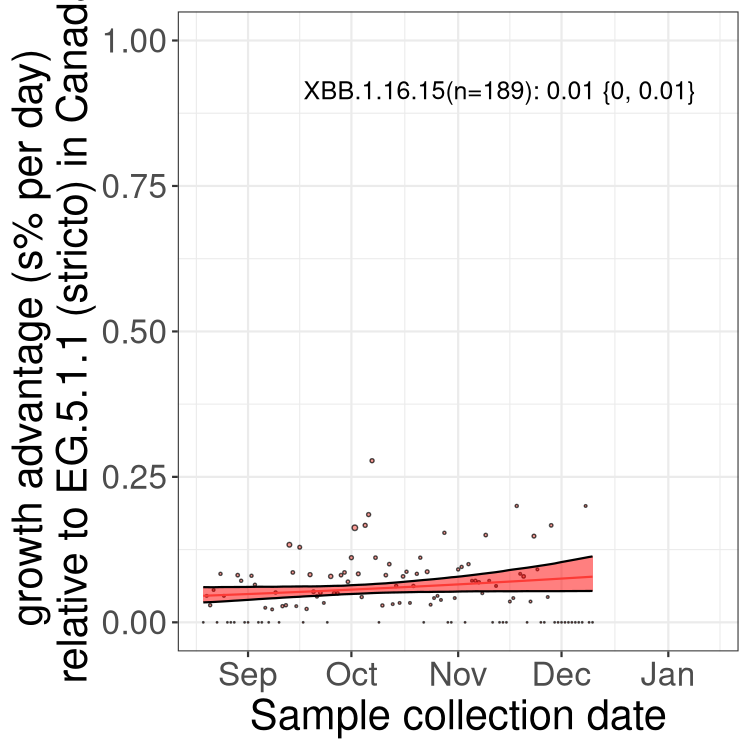 growth advantage (s% per day)
relative to EG.5.1.1 (stricto) in Canada
1.00
0.75
0.50
0.25
0.00
XBB.1.16.15(n=189): 0.01 {0, 0.01}
Sep Oct Nov Dec Jan
Sample collection date